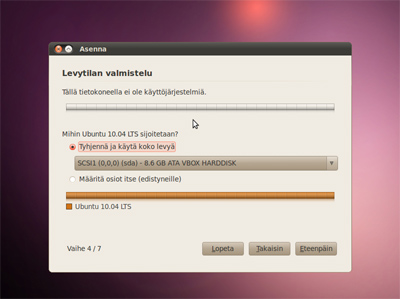 Asenna
Levytilan valmistelu
Tällä tietokoneella ei ole käyttöjärjestelmiä.
Mihin Ubuntu 10.04 LTS sijoitetaan?
Tyhjennä ja käytä koko levyä
SCSI1 (0,0,0) (sda) - 8.6 GB ATA VBOX HARDDISK
Määritä osiot itse (edistyneille)
Ubuntu 10.04 LTS
Vaihe 4 / 7
Lopeta
Takaisin
Eteenpäin